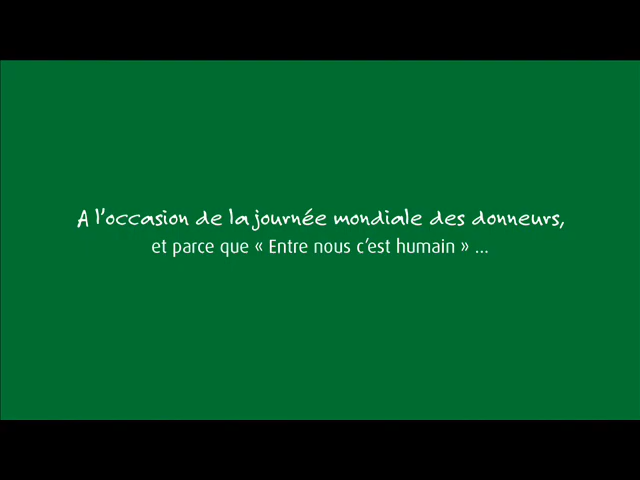 A l'occasion de la journée mondiale des donneurs,
et parce que « Entre nous c'est humain » ...